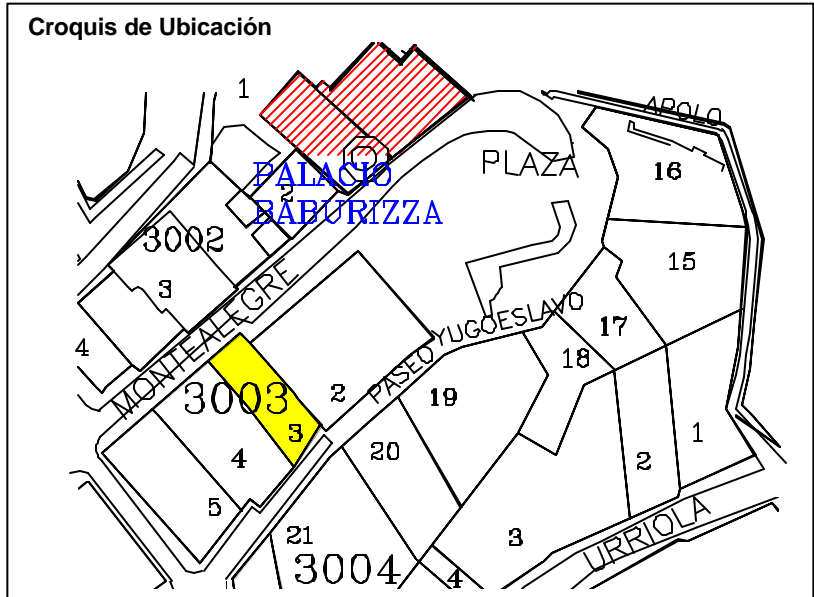 Croquis de Ubicación
1
APOLO
PLAZA
16
PALACIO
2
BABURIZZA
3002
15
3
MONTEALEGRE
4
PASEO YUGOESLAVO
17
18
3003
2
19
3
4
20
1
2
5
21
3
URRIOLA
3004
4